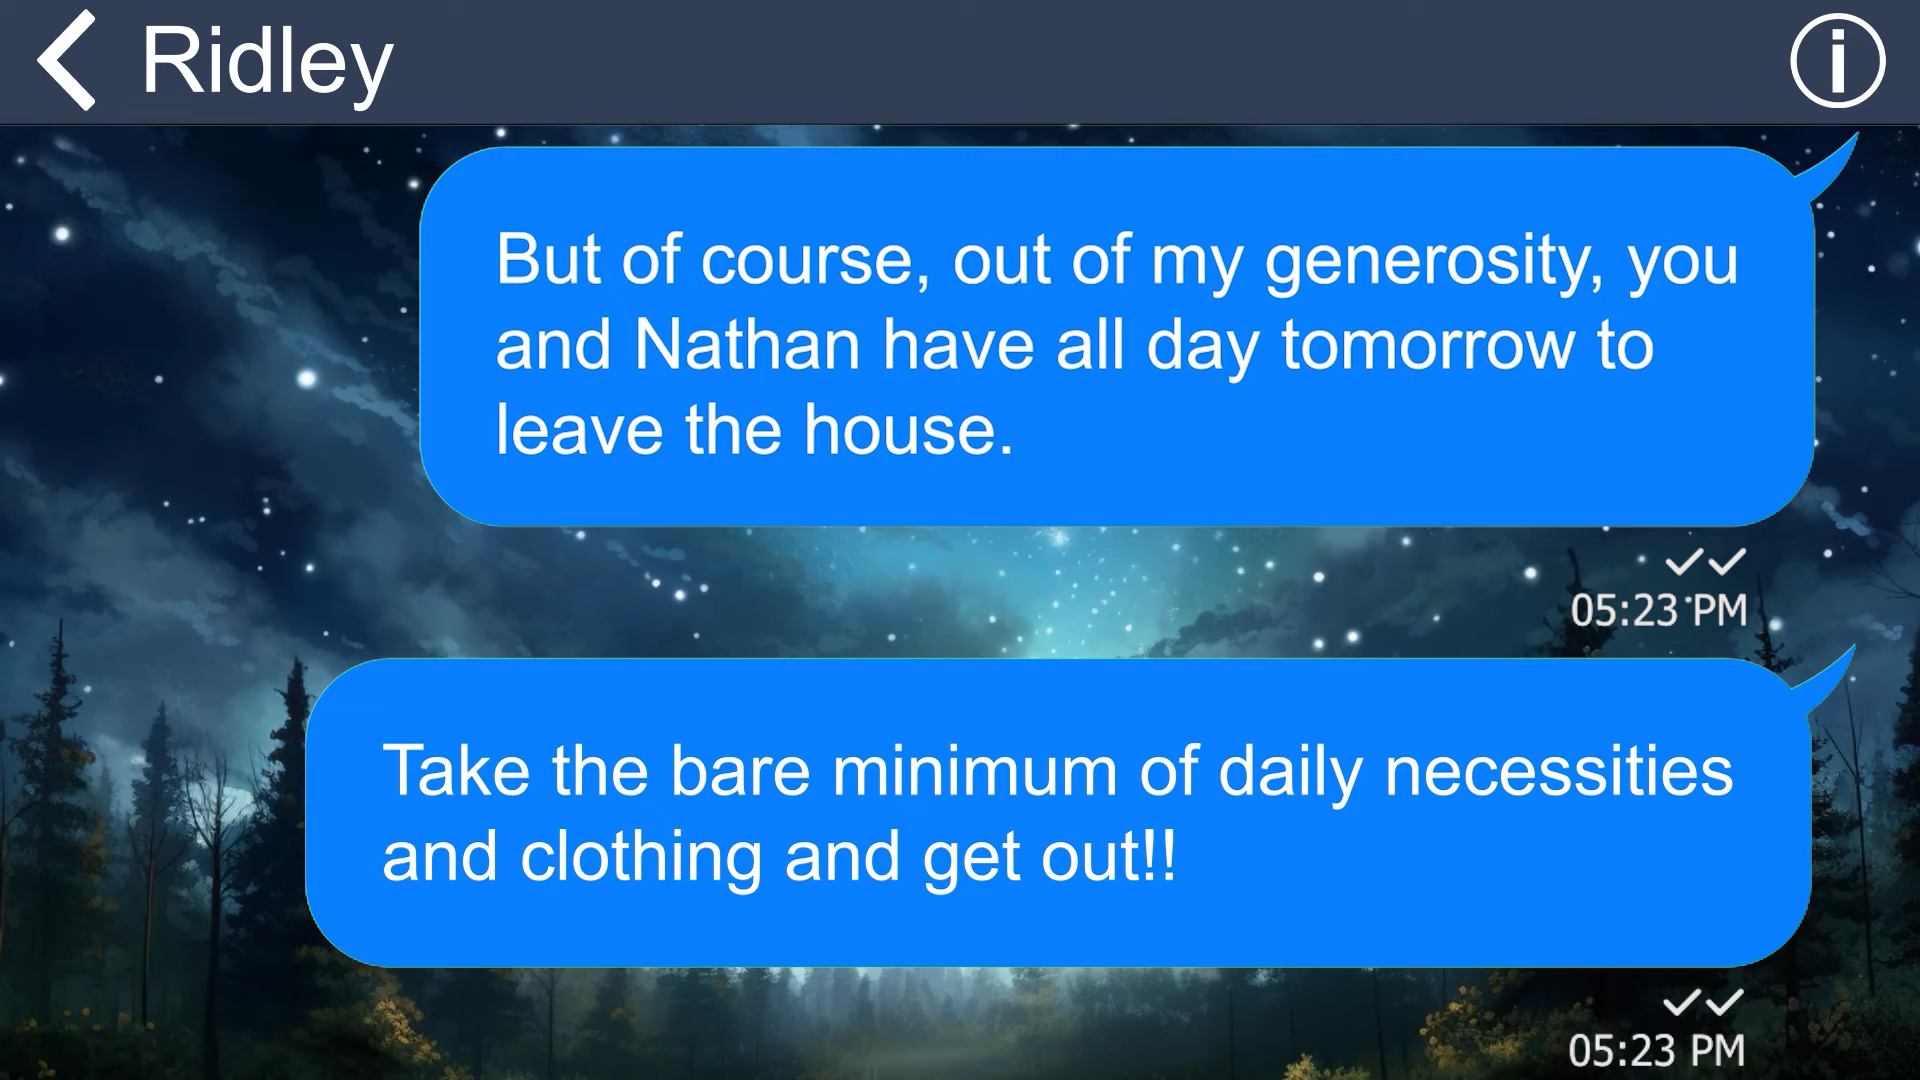 Ridley
But of course, out of my generosity, you
and Nathan have all day tomorrow to
leave the house.
05:23 PM
Take the bare minimum of daily necessities
and clothing and get out!!
05:23 PM